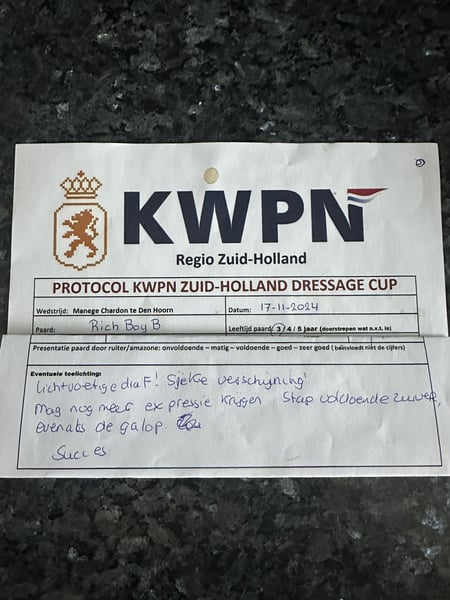 KWPN
Regio Zuid-Holland
PROTOCOL KWPN ZUID-HOLLAND DRESSAGE CUP
Wedstrijd: Manege Chardon te Den Hoorn Datum: 17-11-2024
Paard: Rich Boy B Leeftijd paard: 3 / 4 / 5 jaar (doorstrepen wat n.v.t. is)
Presentatie paard door ruiter/amazone: onvoldoende – matig – voldoende – goed – zeer goed ( beïnvloedt niet de cijfers)
Eventuele toelichting:
Lichtvoetige draf! Sjieke verschijning!
Mag nog meer expressie krijgen Stap voldoende zuiver,
evenals de galop
Succes